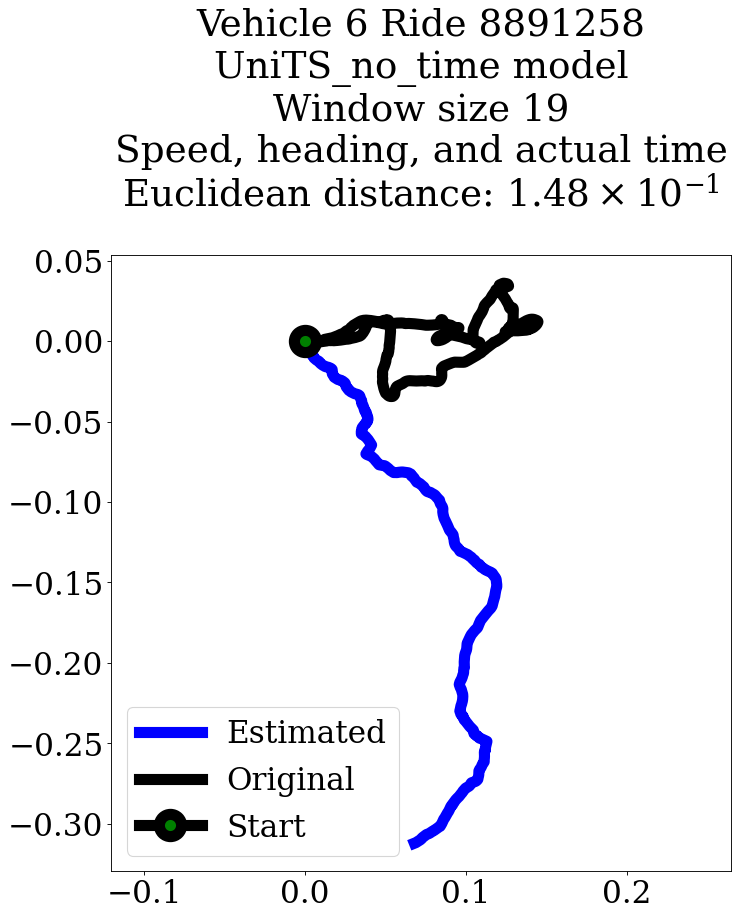 Vehicle 6 Ride 8891258
UniTS_no_time model
Window size 19
Speed, heading, and actual time
Euclidean distance: 1.48 × 10⁻¹
0.05
0.00
−0.05
−0.10
−0.15
−0.20
−0.25
−0.30
Estimated
Original
Start
−0.1 0.0 0.1 0.2